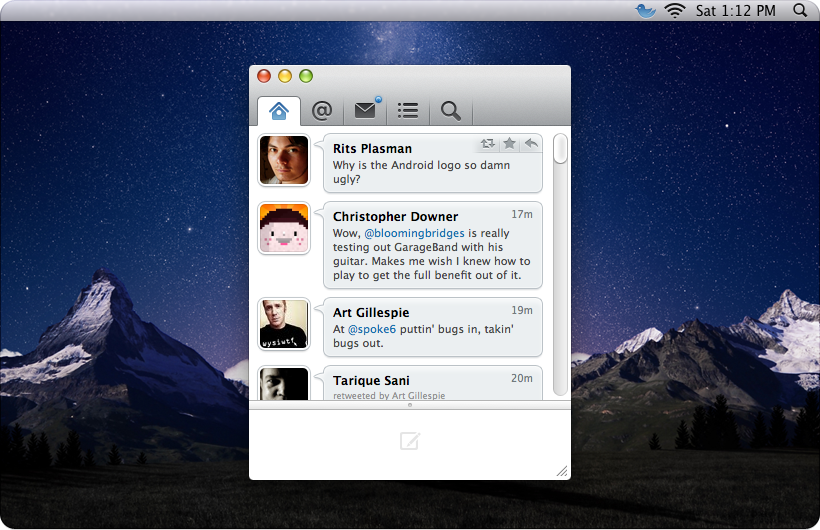 Sat 1:12 PM
@
Rits Plasman
Why is the Android logo so damn
ugly?
Christopher Downer 17m
Wow, @bloomingbridges is really
testing out GarageBand with his
guitar. Makes me wish I knew how to
play to get the full benefit out of it.
wysiwtf
Art Gillespie 19m
At @spoke6 puttin' bugs in, takin'
bugs out.
Tarique Sani 20m
retweeted by Art Gillespie